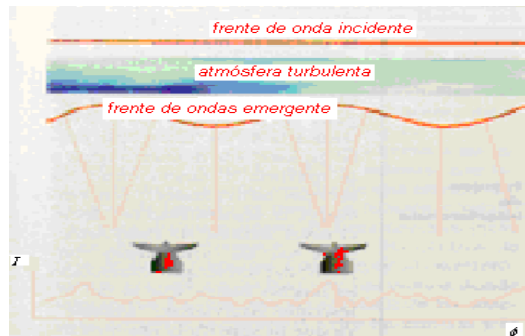 frente de onda incidente
atmósfera turbulenta
frente de ondas emergente
I
ø